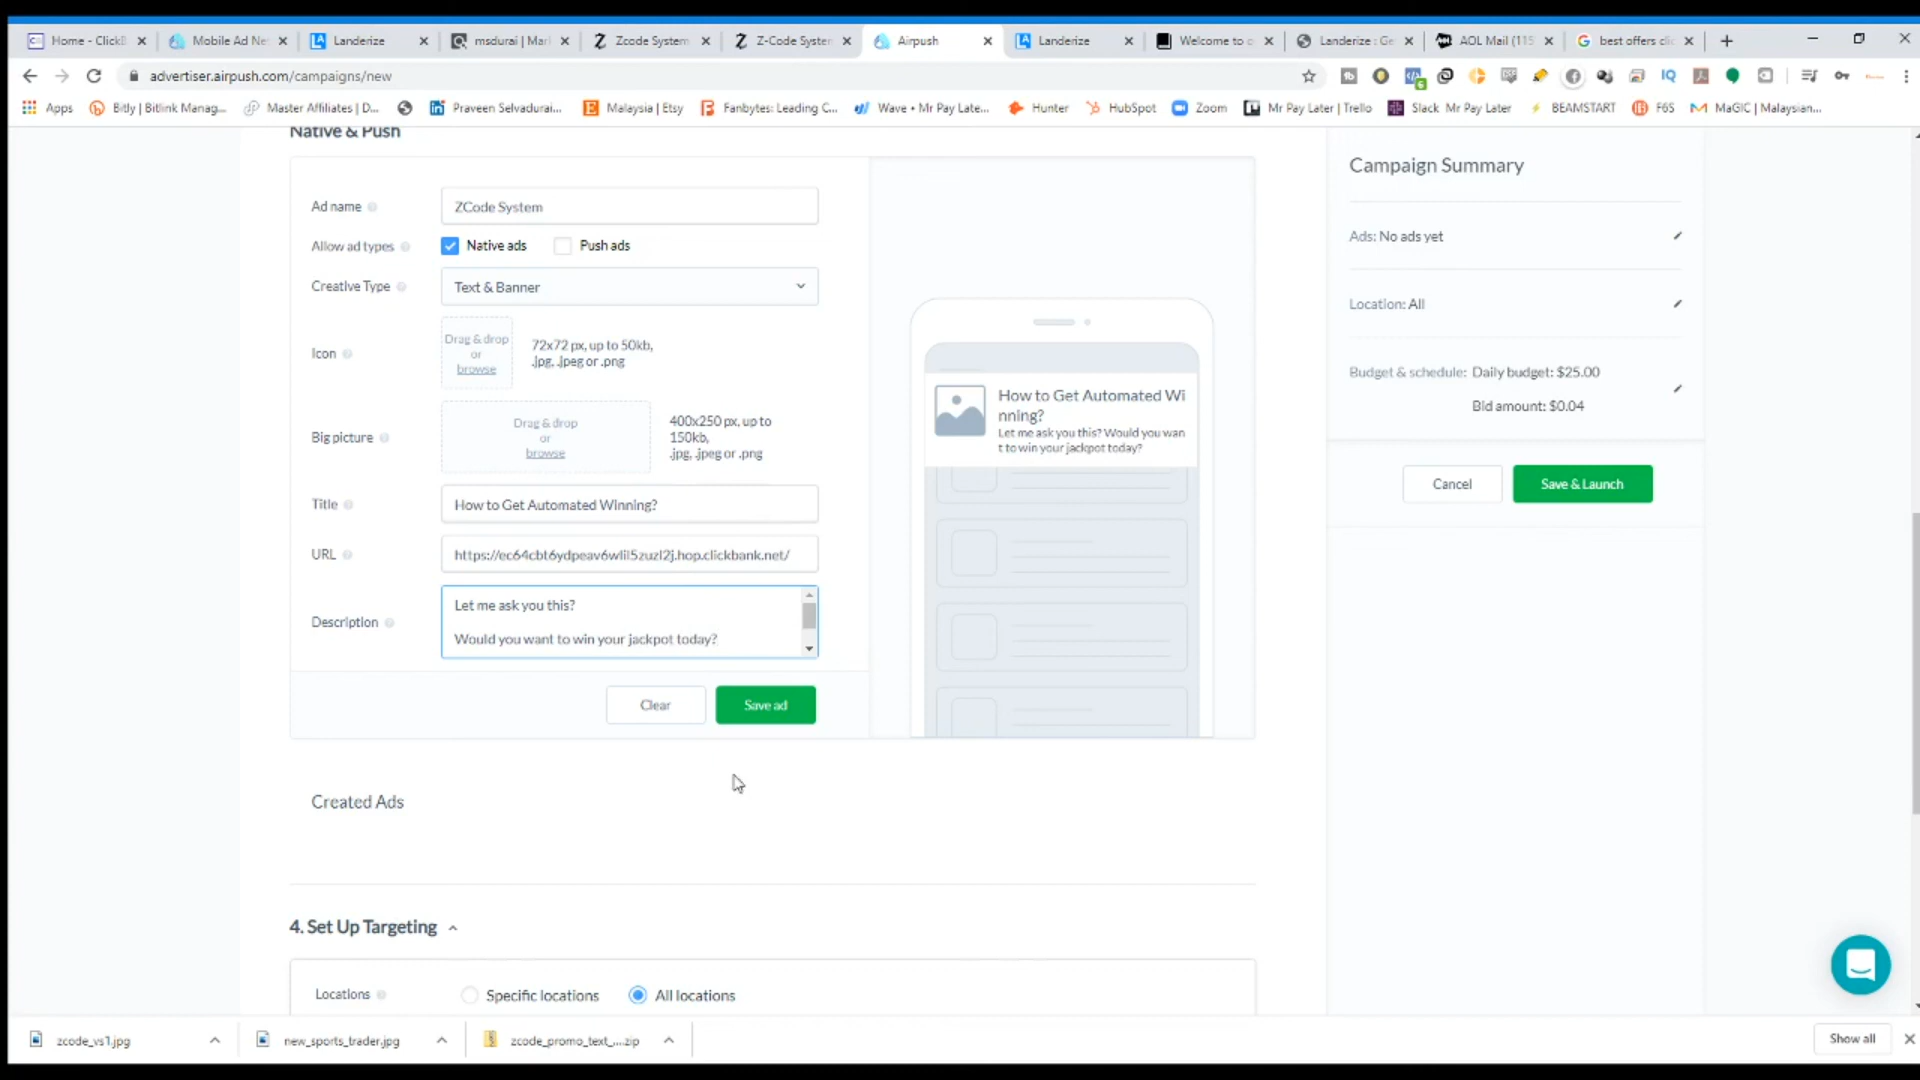 Home - ClickB
Mobile Ad Ne
Landerize
msdurai | Mar
Zcode System
Z-Code System
Airpush
Landerize
Welcome to c
Landerize : Ge
AOL Mail (115
best offers clic
advertiser.airpush.com/campaigns/new
Apps
Bitly | Bitlink Manag...
Master Affiliates | D...
Praveen Selvadurai...
Malaysia | Etsy
Fanbytes: Leading C...
Wave • Mr Pay Late...
Hunter
HubSpot
Zoom
Mr Pay Later | Trello
Slack Mr Pay Later
BEAMSTART
F6S
MaGIC | Malaysian...
Native & Push
Ad name
ZCode System
Allow ad types
Native ads
Push ads
Creative Type
Text & Banner
Icon
Drag & drop
or
browse
72x72 px, up to 50kb,
.jpg, .jpeg or .png
Big picture
Drag & drop
or
browse
400x250 px, up to
150kb,
.jpg, .jpeg or .png
Title
How to Get Automated Winning?
URL
https://ec64cbt6ydpeav6wlil5zuzl2j.hop.clickbank.net/
Description
Let me ask you this?
Would you want to win your jackpot today?
Clear
Save ad
How to Get Automated Wi
nning?
Let me ask you this? Would you wan
t to win your jackpot today?
Campaign Summary
Ads: No ads yet
Location: All
Budget & schedule: Daily budget: $25.00
Bid amount: $0.04
Cancel
Save & Launch
Created Ads
4. Set Up Targeting
Locations
Specific locations
All locations
zcode_vs1.jpg
new_sports_trader.jpg
zcode_promo_text_....zip
Show all